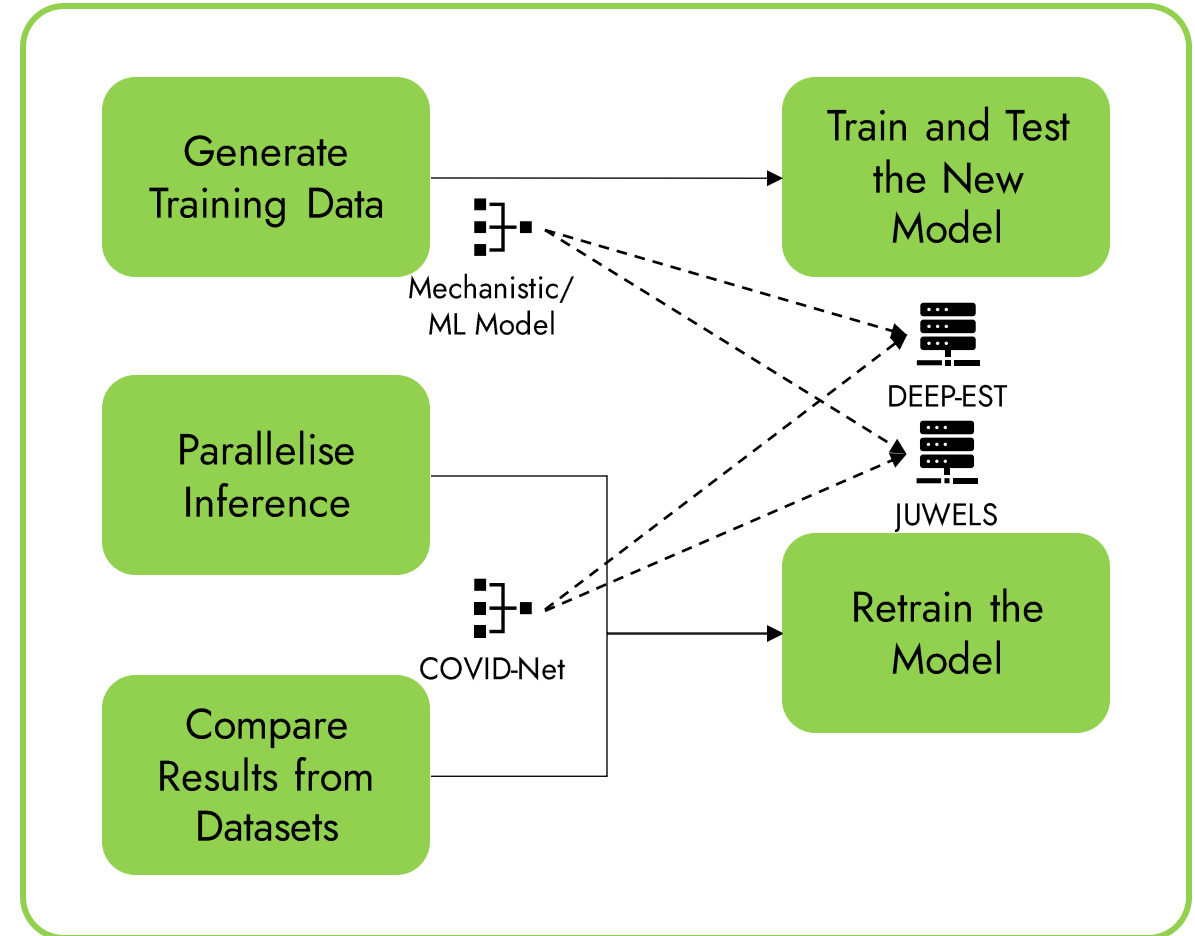 Generate
Training Data
Train and Test
the New
Model
Mechanistic/
ML Model
DEEP-EST
Parallelise
Inference
JUWELS
COVID-Net
Retrain the
Model
Compare
Results from
Datasets